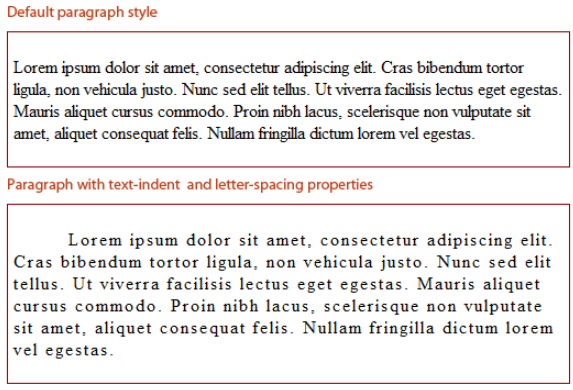 Default paragraph style
Lorem ipsum dolor sit amet, consectetur adipiscing elit. Cras bibendum tortor
ligula, non vehicula justo. Nunc sed elit tellus. Ut viverra facilisis lectus eget egestas.
Mauris aliquet cursus commodo. Proin nibh lacus, scelerisque non vulputate sit
amet, aliquet consequat felis. Nullam fringilla dictum lorem vel egestas.
Paragraph with text-indent and letter-spacing properties
Lorem ipsum dolor sit amet, consectetur adipiscing elit.
Cras bibendum tortor ligula, non vehicula justo. Nunc sed elit
tellus. Ut viverra facilisis lectus eget egestas. Mauris aliquet
cursus commodo. Proin nibh lacus, scelerisque non vulputate
sit amet, aliquet consequat felis. Nullam fringilla dictum lorem
vel egestas.